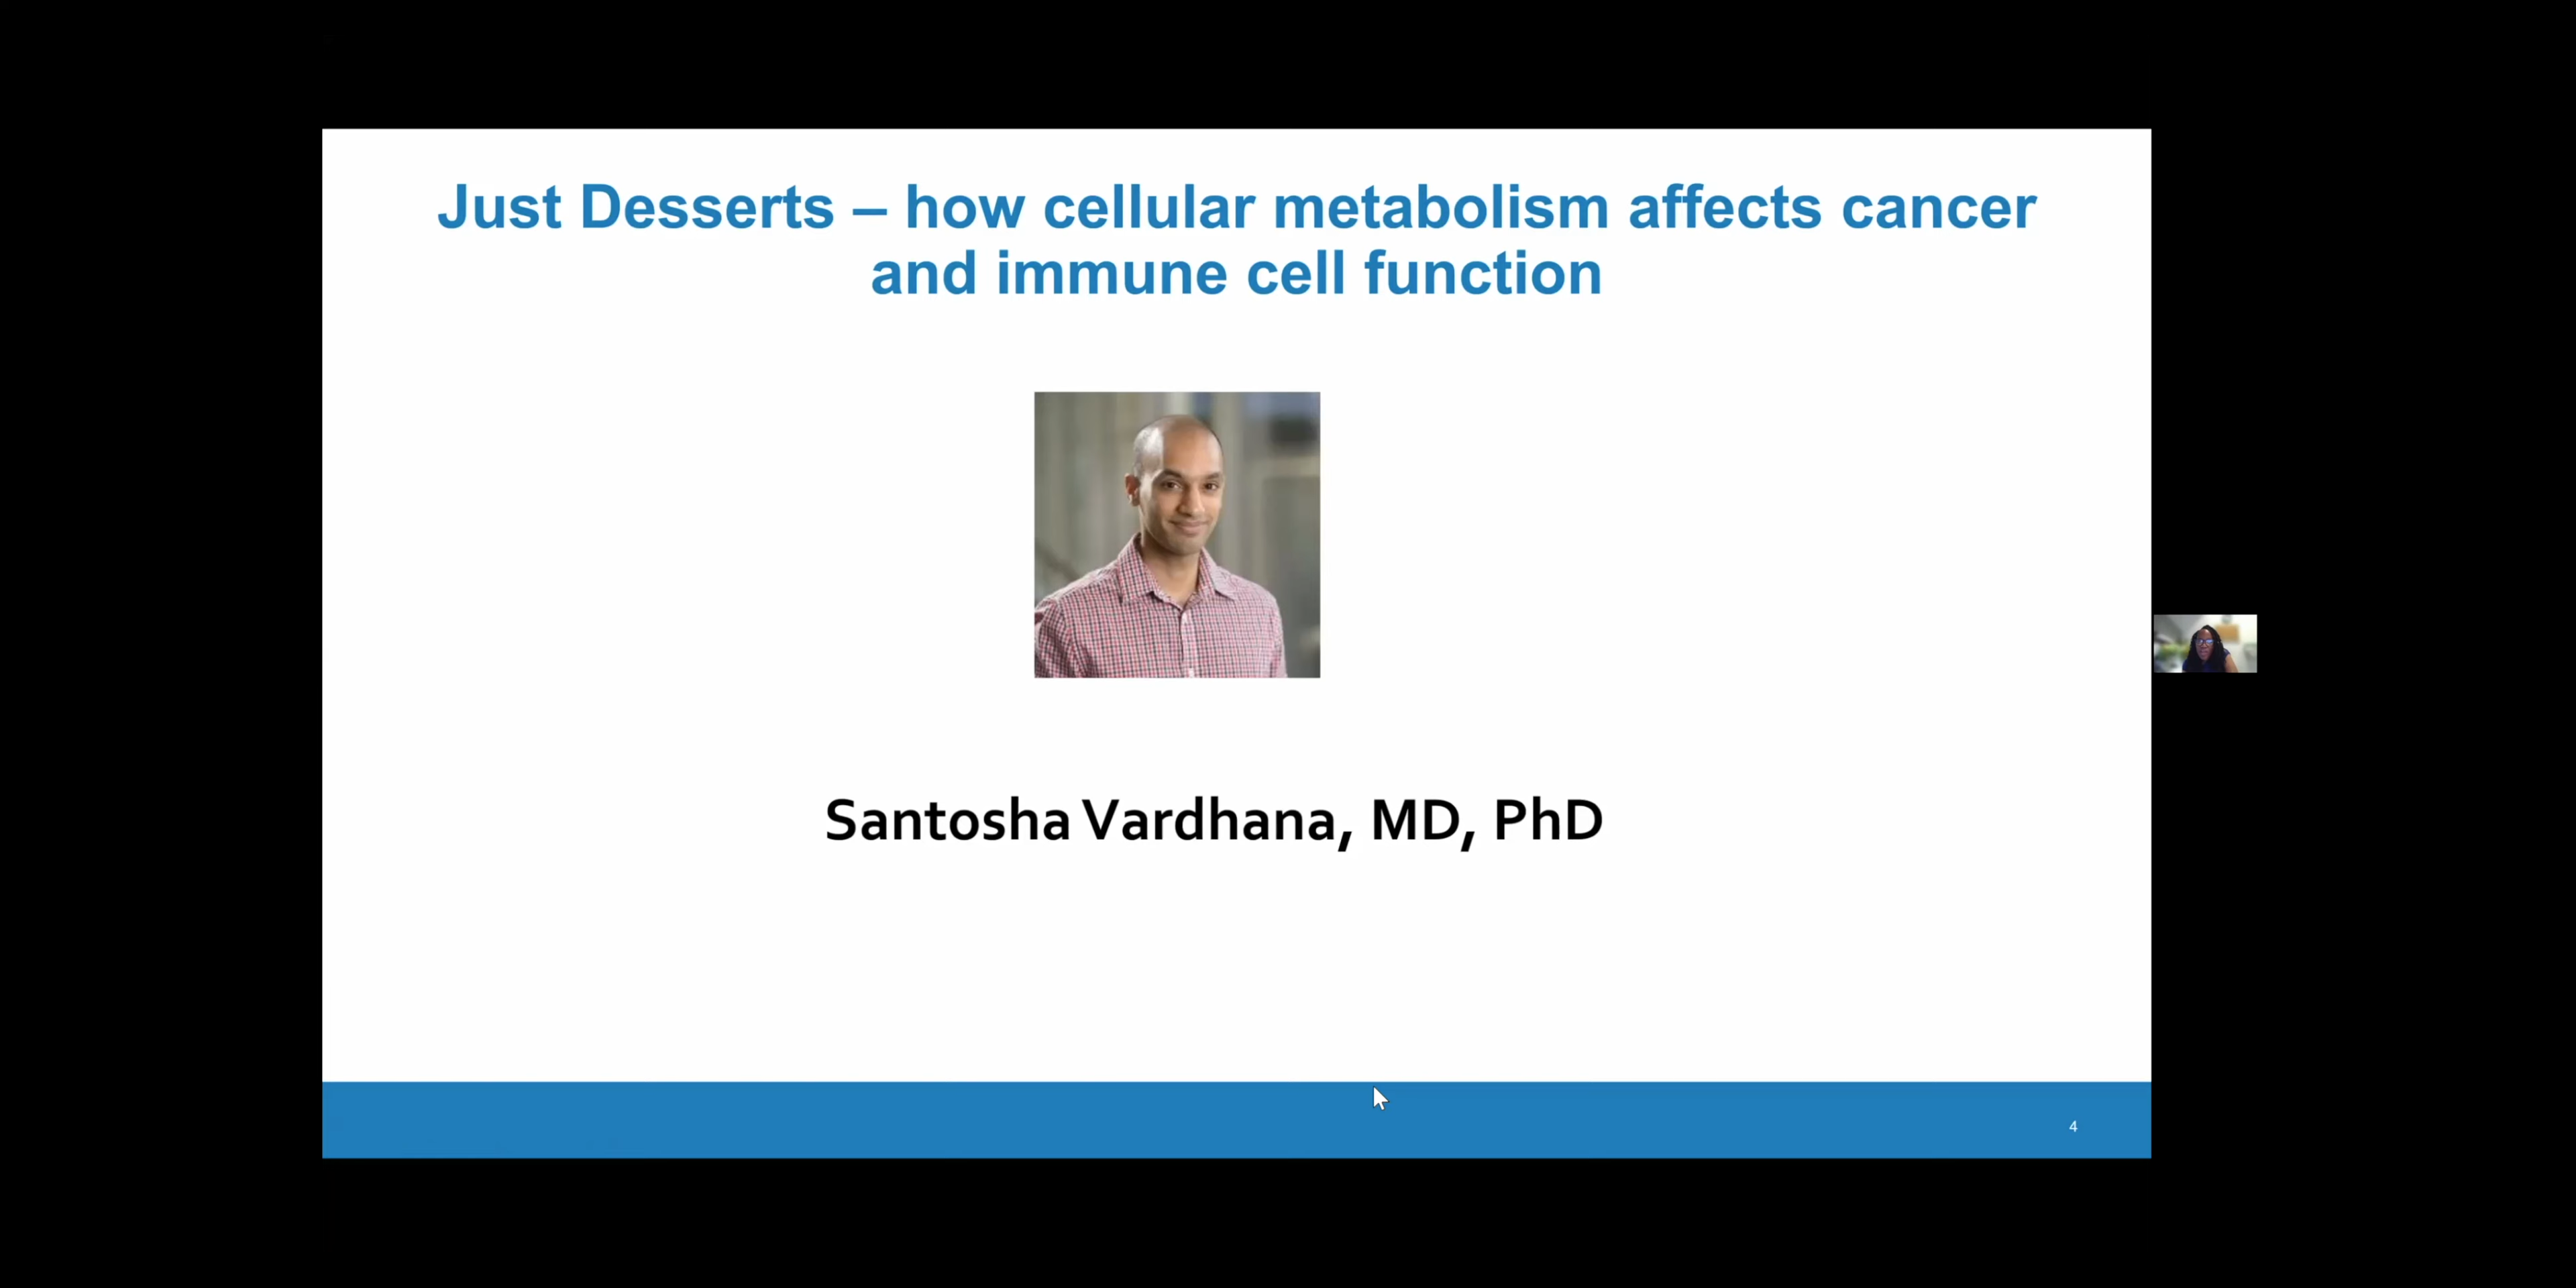 Just Desserts – how cellular metabolism affects cancer
and immune cell function
Santosha Vardhana, MD, PhD
4